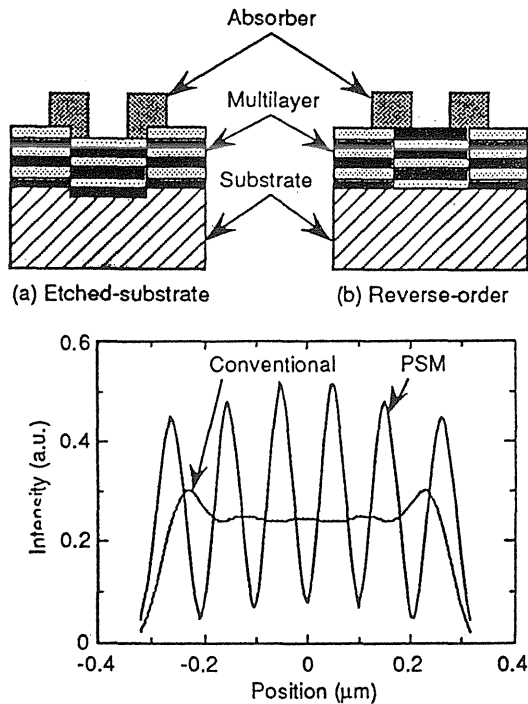 Absorber
Multilayer
Substrate
(a) Etched-substrate
(b) Reverse-order
0.6
Conventional
PSM
0.4
Intensity (a.u.)
0.2
0
-0.4
-0.2
0
0.2
0.4
Position (μm)